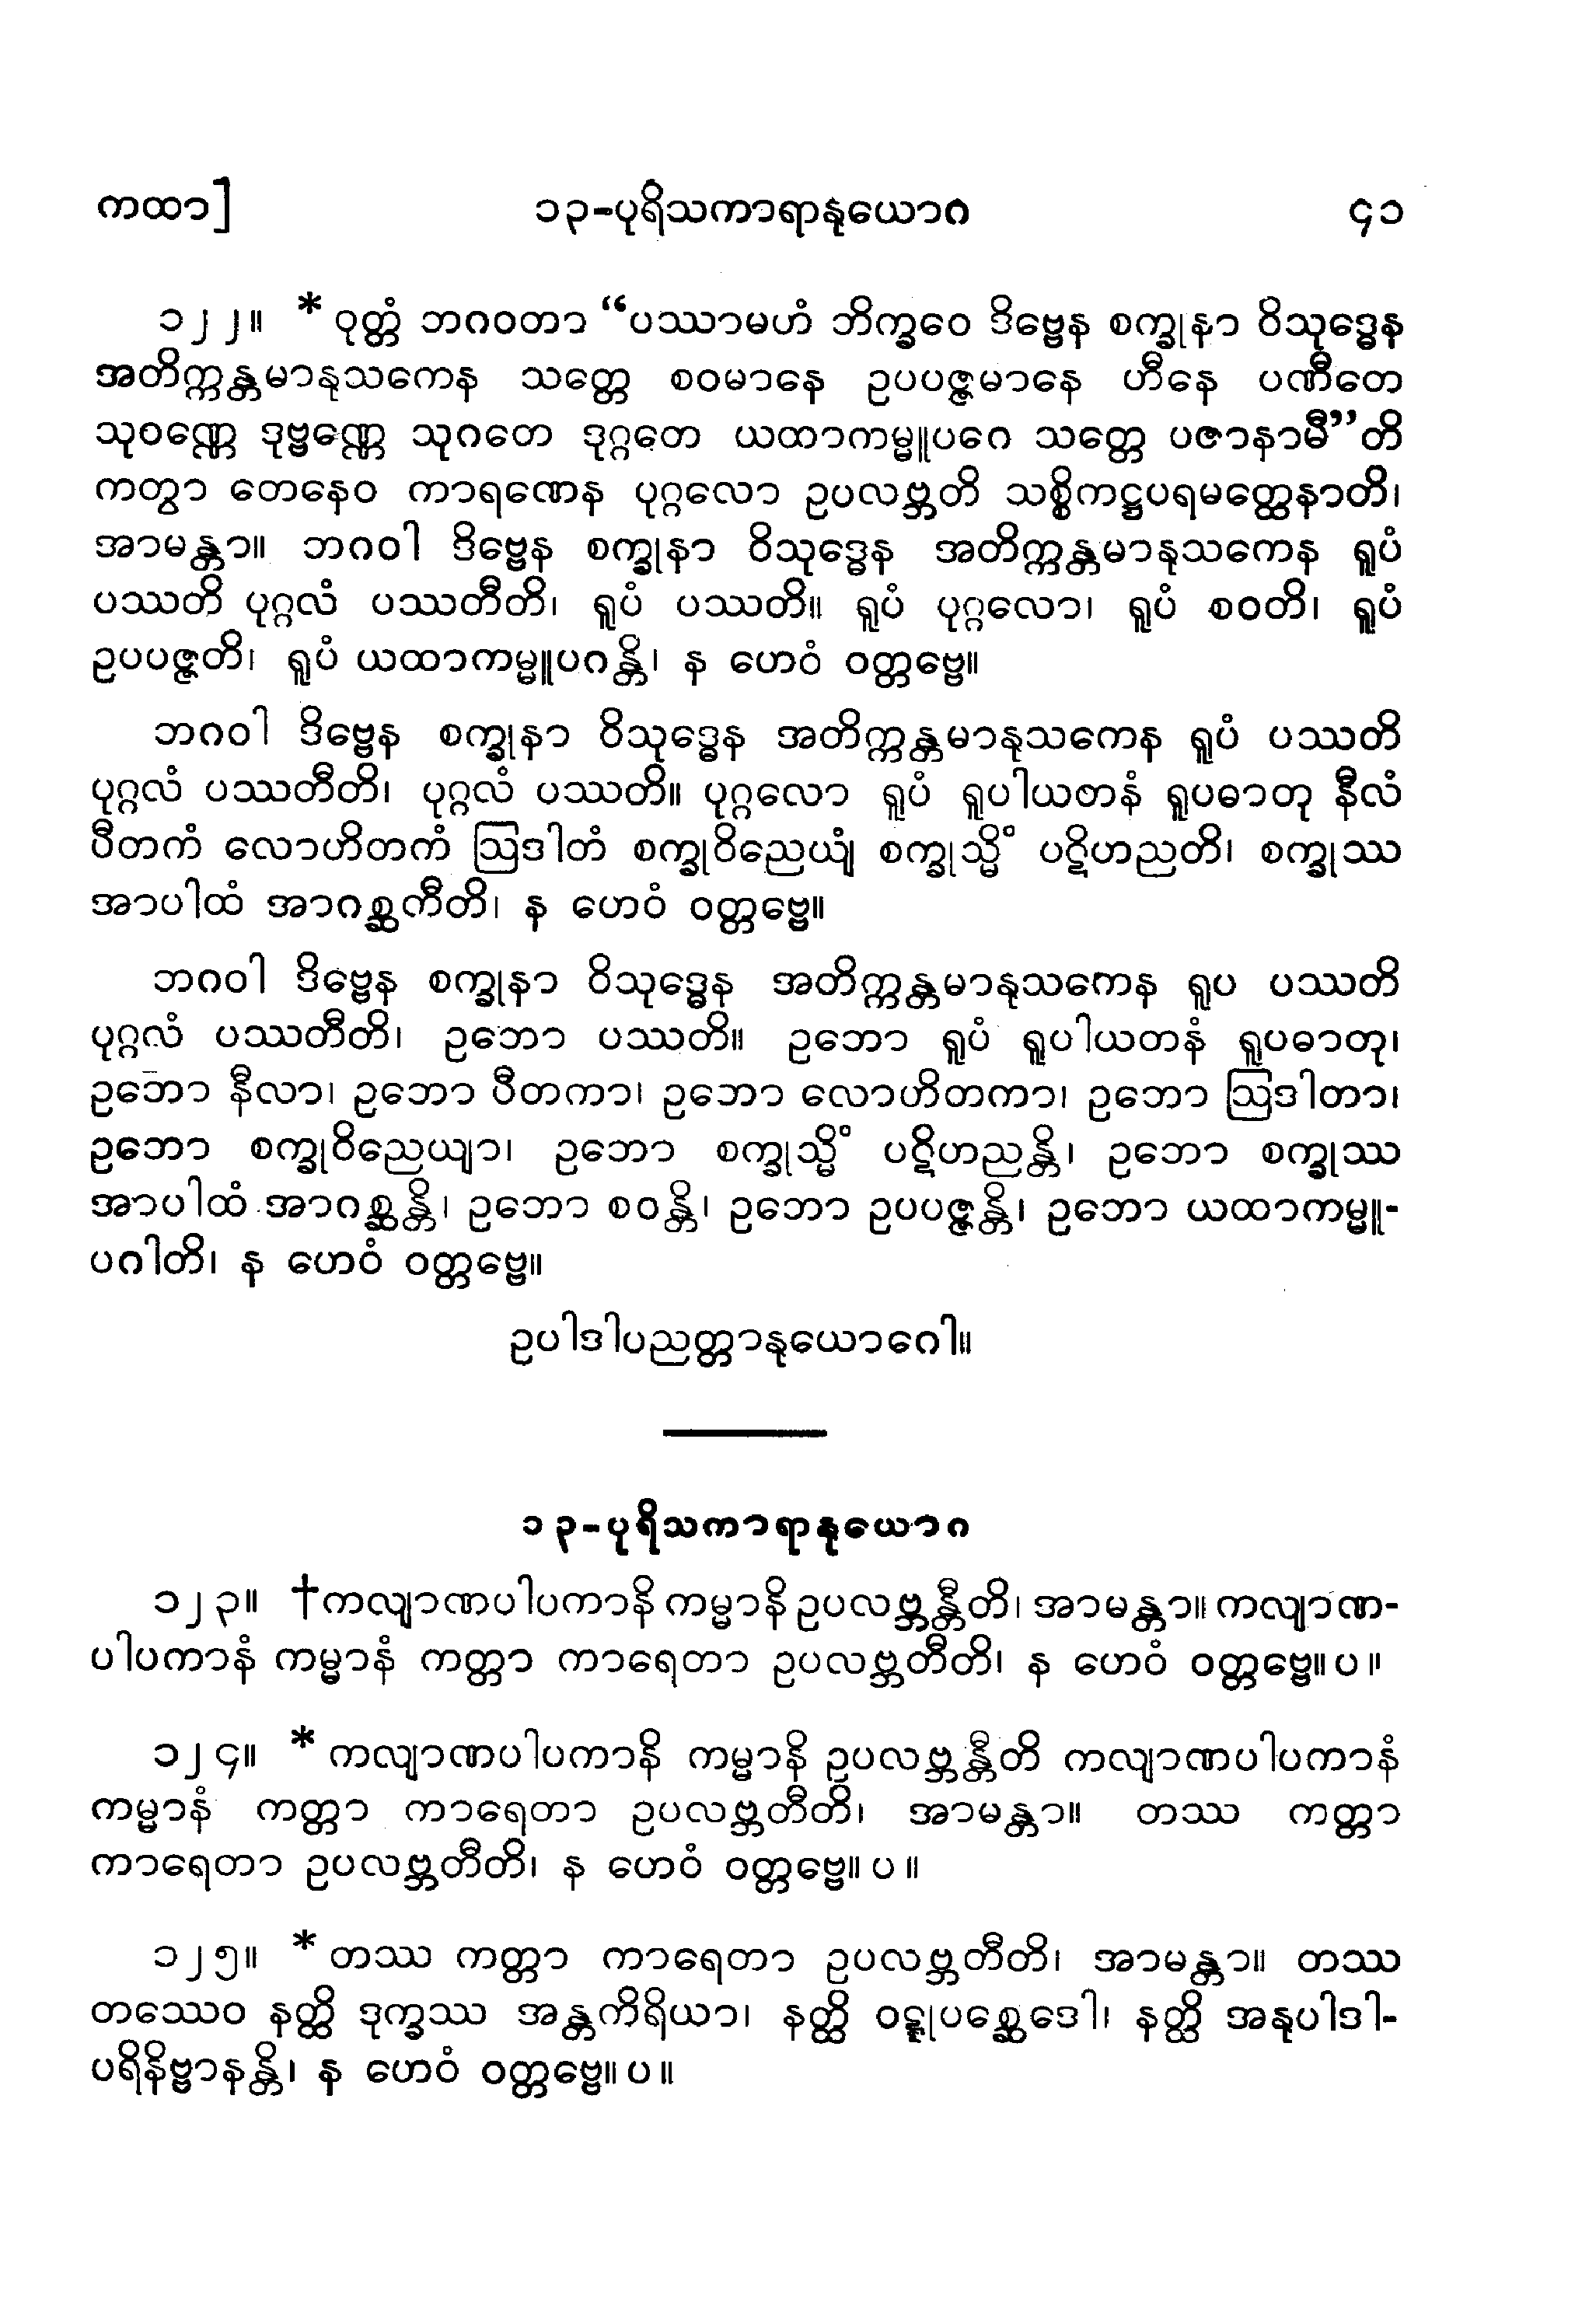 ကထာ] ၁၃-ပုရိသကာရာနုယောဂ ၄၁
၁၂၂။ * ဝုတ္တံ ဘဂဝတာ “ပဿာမဟံ ဘိက္ခဝေ ဒိဗ္ဗေန စက္ခုနာ ဝိသုဒ္ဓေန
အတိက္ကန္တမာနုသကေန သတ္တေ စဝမာနေ ဥပပဇ္ဇမာနေ ဟီနေ ပဏီတေ
သုဝဏ္ဏေ ဒုဗ္ဗဏ္ဏေ သုဂတေ ဒုဂ္ဂတေ ယထာကမ္မူပဂေ သတ္တေ ပဇာနာမီ”တိ
ကတွာ တေနေဝ ကာရဏေန ပုဂ္ဂလော ဥပလဗ္ဘတိ သစ္စိကဋ္ဌပရမတ္ထေနာတိ၊
အာမန္တာ။ ဘဂဝါ ဒိဗ္ဗေန စက္ခုနာ ဝိသုဒ္ဓေန အတိက္ကန္တမာနုသကေန ရူပံ
ပဿတိ ပုဂ္ဂလံ ပဿတီတိ၊ ရူပံ ပဿတိ။ ရူပံ ပုဂ္ဂလော၊ ရူပံ စဝတိ၊ ရူပံ
ဥပပဇ္ဇတိ၊ ရူပံ ယထာကမ္မူပဂန္တိ၊ န ဟေဝံ ဝတ္တဗ္ဗေ။
ဘဂဝါ ဒိဗ္ဗေန စက္ခုနာ ဝိသုဒ္ဓေန အတိက္ကန္တမာနုသကေန ရူပံ ပဿတိ
ပုဂ္ဂလံ ပဿတီတိ၊ ပုဂ္ဂလံ ပဿတိ။ ပုဂ္ဂလော ရူပံ ရူပါယတနံ ရူပဓာတု နီလံ
ပီတကံ လောဟိတကံ ဩဒါတံ စက္ခုဝိညေယျံ စက္ခုသ္မိံ ပဋိဟညတိ၊ စက္ခုဿ
အာပါထံ အာဂစ္ဆတီတိ၊ န ဟေဝံ ဝတ္တဗ္ဗေ။
ဘဂဝါ ဒိဗ္ဗေန စက္ခုနာ ဝိသုဒ္ဓေန အတိက္ကန္တမာနုသကေန ရူပ ပဿတိ
ပုဂ္ဂလံ ပဿတီတိ၊ ဥဘော ပဿတိ။ ဥဘော ရူပံ ရူပါယတနံ ရူပဓာတု၊
ဥဘော နီလာ၊ ဥဘော ပီတကာ၊ ဥဘော လောဟိတကာ၊ ဥဘော ဩဒါတာ၊
ဥဘော စက္ခုဝိညေယျာ၊ ဥဘော စက္ခုသ္မိံ ပဋိဟညန္တိ၊ ဥဘော စက္ခုဿ
အာပါထံ အာဂစ္ဆန္တိ၊ ဥဘော စဝန္တိ၊ ဥဘော ဥပပဇ္ဇန္တိ၊ ဥဘော ယထာကမ္မူ-
ပဂါတိ၊ န ဟေဝံ ဝတ္တဗ္ဗေ။
ဥပါဒါပညတ္တာနုယောဂေါ။
၁၃-ပုရိသကာရာနုယောဂ
၁၂၃။ †ကလျာဏပါပကာနိ ကမ္မာနိ ဥပလဗ္ဘန္တီတိ၊ အာမန္တာ။ ကလျာဏ-
ပါပကာနံ ကမ္မာနံ ကတ္တာ ကာရေတာ ဥပလဗ္ဘတီတိ၊ န ဟေဝံ ဝတ္တဗ္ဗေ။ ပ ။
၁၂၄။ * ကလျာဏပါပကာနိ ကမ္မာနိ ဥပလဗ္ဘန္တီတိ ကလျာဏပါပကာနံ
ကမ္မာနံ ကတ္တာ ကာရေတာ ဥပလဗ္ဘတီတိ၊ အာမန္တာ။ တဿ ကတ္တာ
ကာရေတာ ဥပလဗ္ဘတီတိ၊ န ဟေဝံ ဝတ္တဗ္ဗေ။ ပ ။
၁၂၅။ * တဿ ကတ္တာ ကာရေတာ ဥပလဗ္ဘတီတိ၊ အာမန္တာ။ တဿ
တဿေဝ နတ္ထိ ဒုက္ခဿ အန္တကိရိယာ၊ နတ္ထိ ဝဋ္ဋုပစ္ဆေဒေါ၊ နတ္ထိ အနုပါဒါ-
ပရိနိဗ္ဗာနန္တိ၊ န ဟေဝံ ဝတ္တဗ္ဗေ။ ပ ။